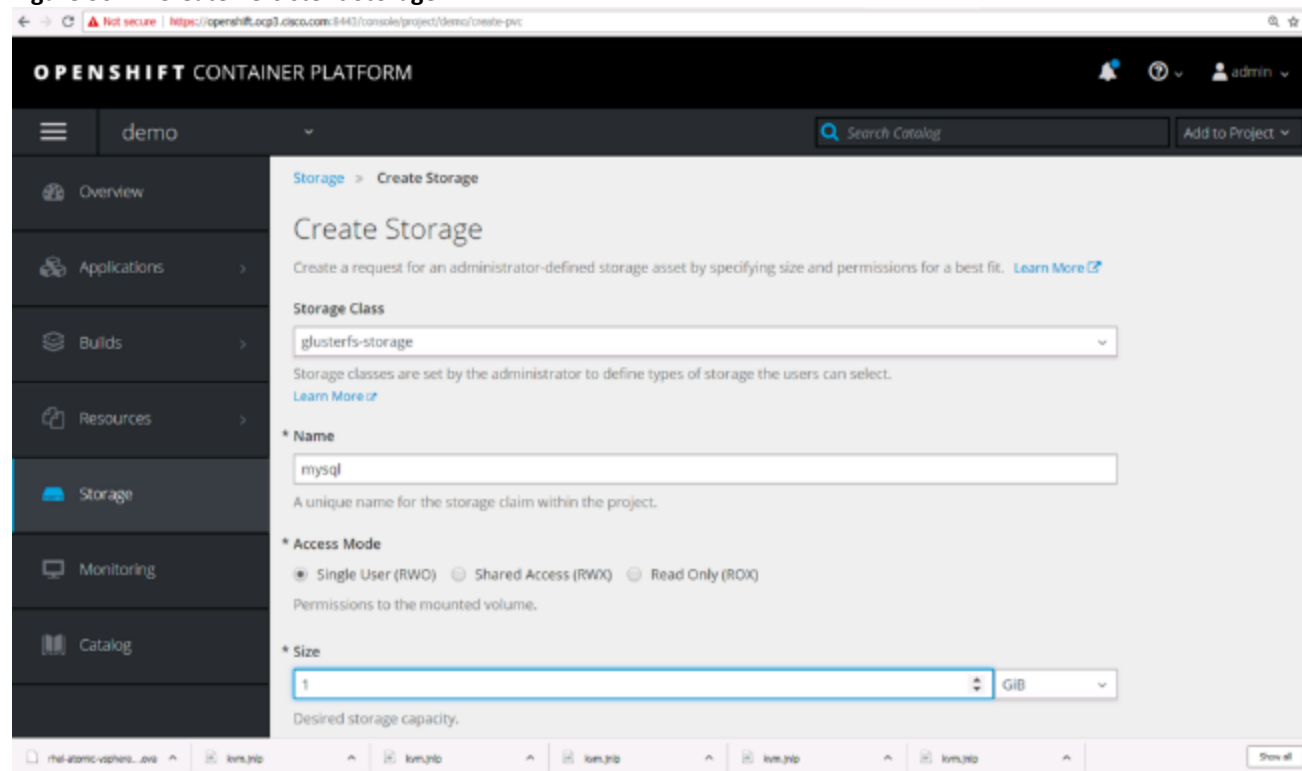 Not secure | https://openshift.ocp3.cisco.com:8443/console/project/demo/create-pvc
OPENSHIFT CONTAINER PLATFORM
admin
demo
Search Catalog
Add to Project
Overview
Applications
Builds
Resources
Storage
Monitoring
Catalog
Storage > Create Storage
Create Storage
Create a request for an administrator-defined storage asset by specifying size and permissions for a best fit. Learn More
Storage Class
glusterfs-storage
Storage classes are set by the administrator to define types of storage the users can select.
Learn More
* Name
mysql
A unique name for the storage claim within the project.
* Access Mode
Single User (RWO) Shared Access (RWX) Read Only (ROX)
Permissions to the mounted volume.
* Size
1 GiB
Desired storage capacity.
rhel-atomic-vsphere...ova kvm.jnlp kvm.jnlp kvm.jnlp kvm.jnlp kvm.jnlp Show all